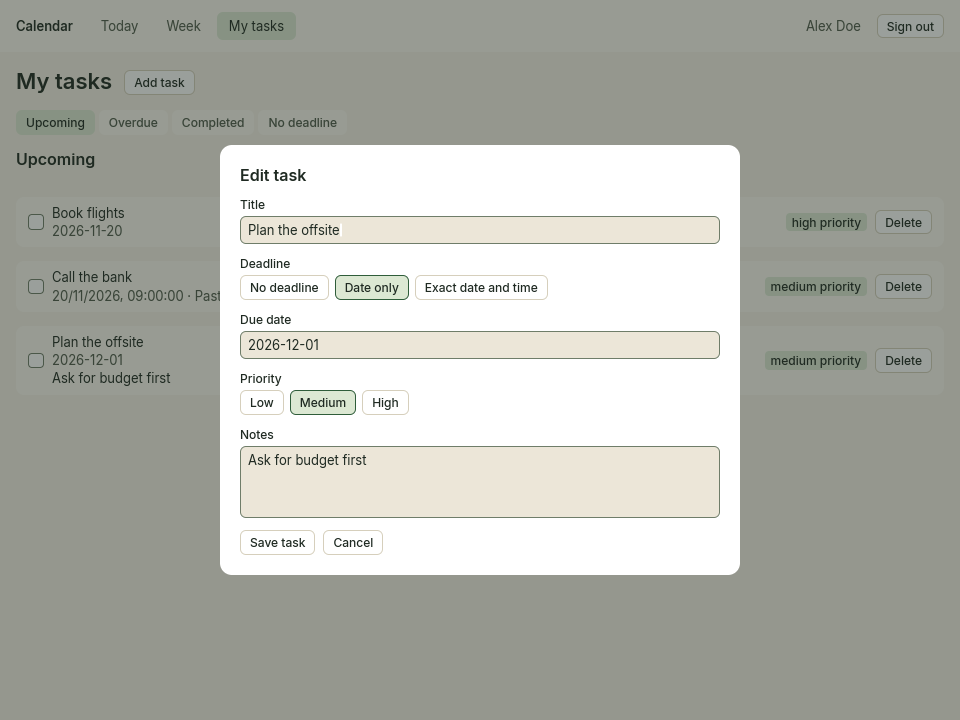 Calendar Today Week My tasks Alex Doe Sign out
My tasks Add task
Upcoming Overdue Completed No deadline
Upcoming
Book flights
2026-11-20
high priority Delete
Call the bank
20/11/2026, 09:00:00 · Past
medium priority Delete
Plan the offsite
2026-12-01
Ask for budget first
medium priority Delete
Edit task
Title
Plan the offsite
Deadline
No deadline Date only Exact date and time
Due date
2026-12-01
Priority
Low Medium High
Notes
Ask for budget first
Save task Cancel